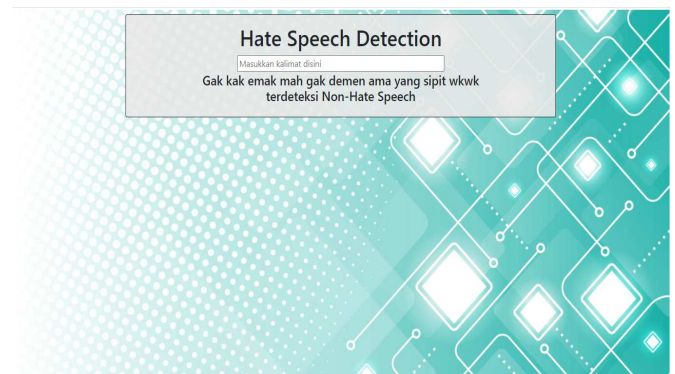 Hate Speech Detection
Masukkan kalimat disini
Gak kak emak mah gak demen ama yang sipit wkwk
terdeteksi Non-Hate Speech